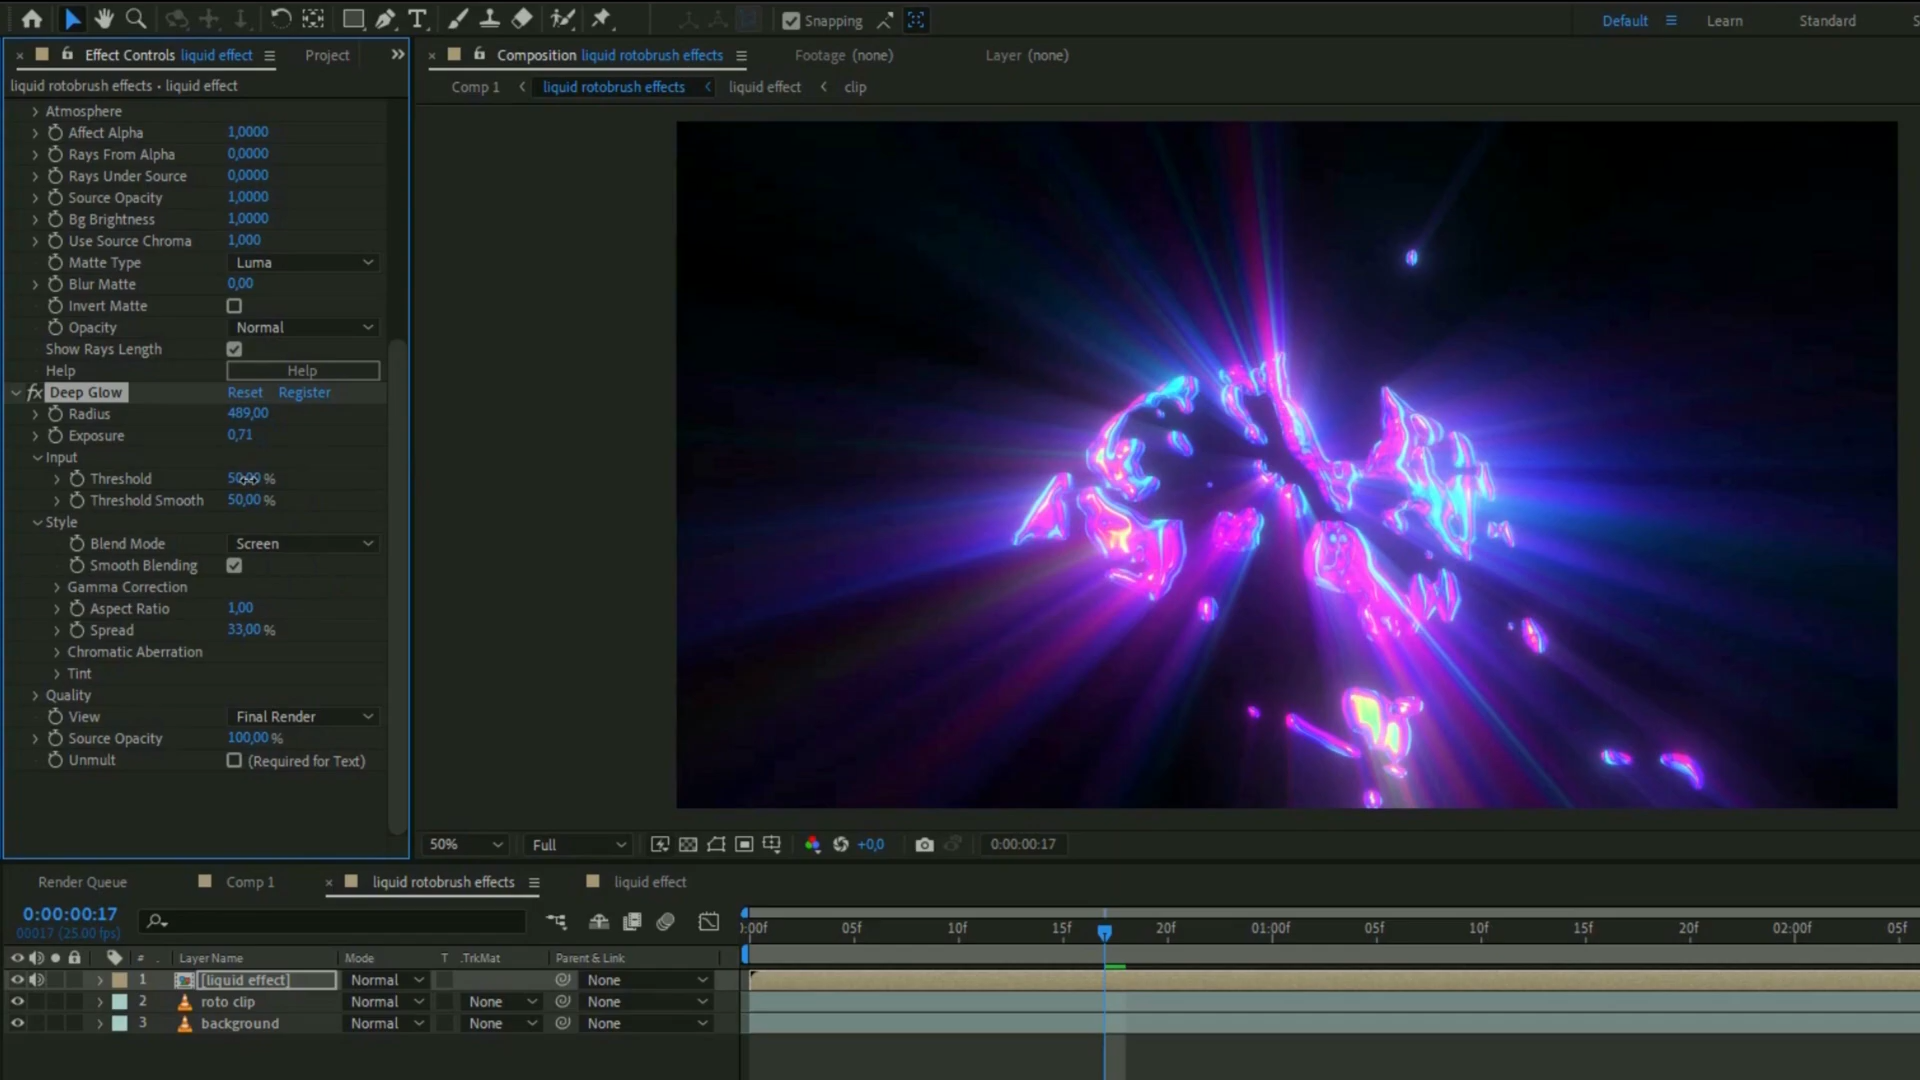 Snapping
Default
Learn
Standard
S
Effect Controls liquid effect
Project
liquid rotobrush effects • liquid effect
Atmosphere
Affect Alpha 1,0000
Rays From Alpha 0,0000
Rays Under Source 0,0000
Source Opacity 1,0000
Bg Brightness 1,0000
Use Source Chroma 1,000
Matte Type Luma
Blur Matte 0,00
Invert Matte
Opacity Normal
Show Rays Length
Help Help
fx Deep Glow Reset Register
Radius 489,00
Exposure 0,71
Input
Threshold 50,00 %
Threshold Smooth 50,00 %
Style
Blend Mode Screen
Smooth Blending
Gamma Correction
Aspect Ratio 1,00
Spread 33,00 %
Chromatic Aberration
Tint
Quality
View Final Render
Source Opacity 100,00 %
Unmult (Required for Text)
Composition liquid rotobrush effects
Footage (none)
Layer (none)
Comp 1 liquid rotobrush effects liquid effect clip
50% Full +0,0 0:00:00:17
Render Queue Comp 1 liquid rotobrush effects liquid effect
0:00:00:17
00017 (25.00 fps)
:00f 05f 10f 15f 20f 01:00f 05f 10f 15f 20f 02:00f 05f
# Layer Name Mode T .TrkMat Parent & Link
1 [liquid effect] Normal None
2 roto clip Normal None None
3 background Normal None None